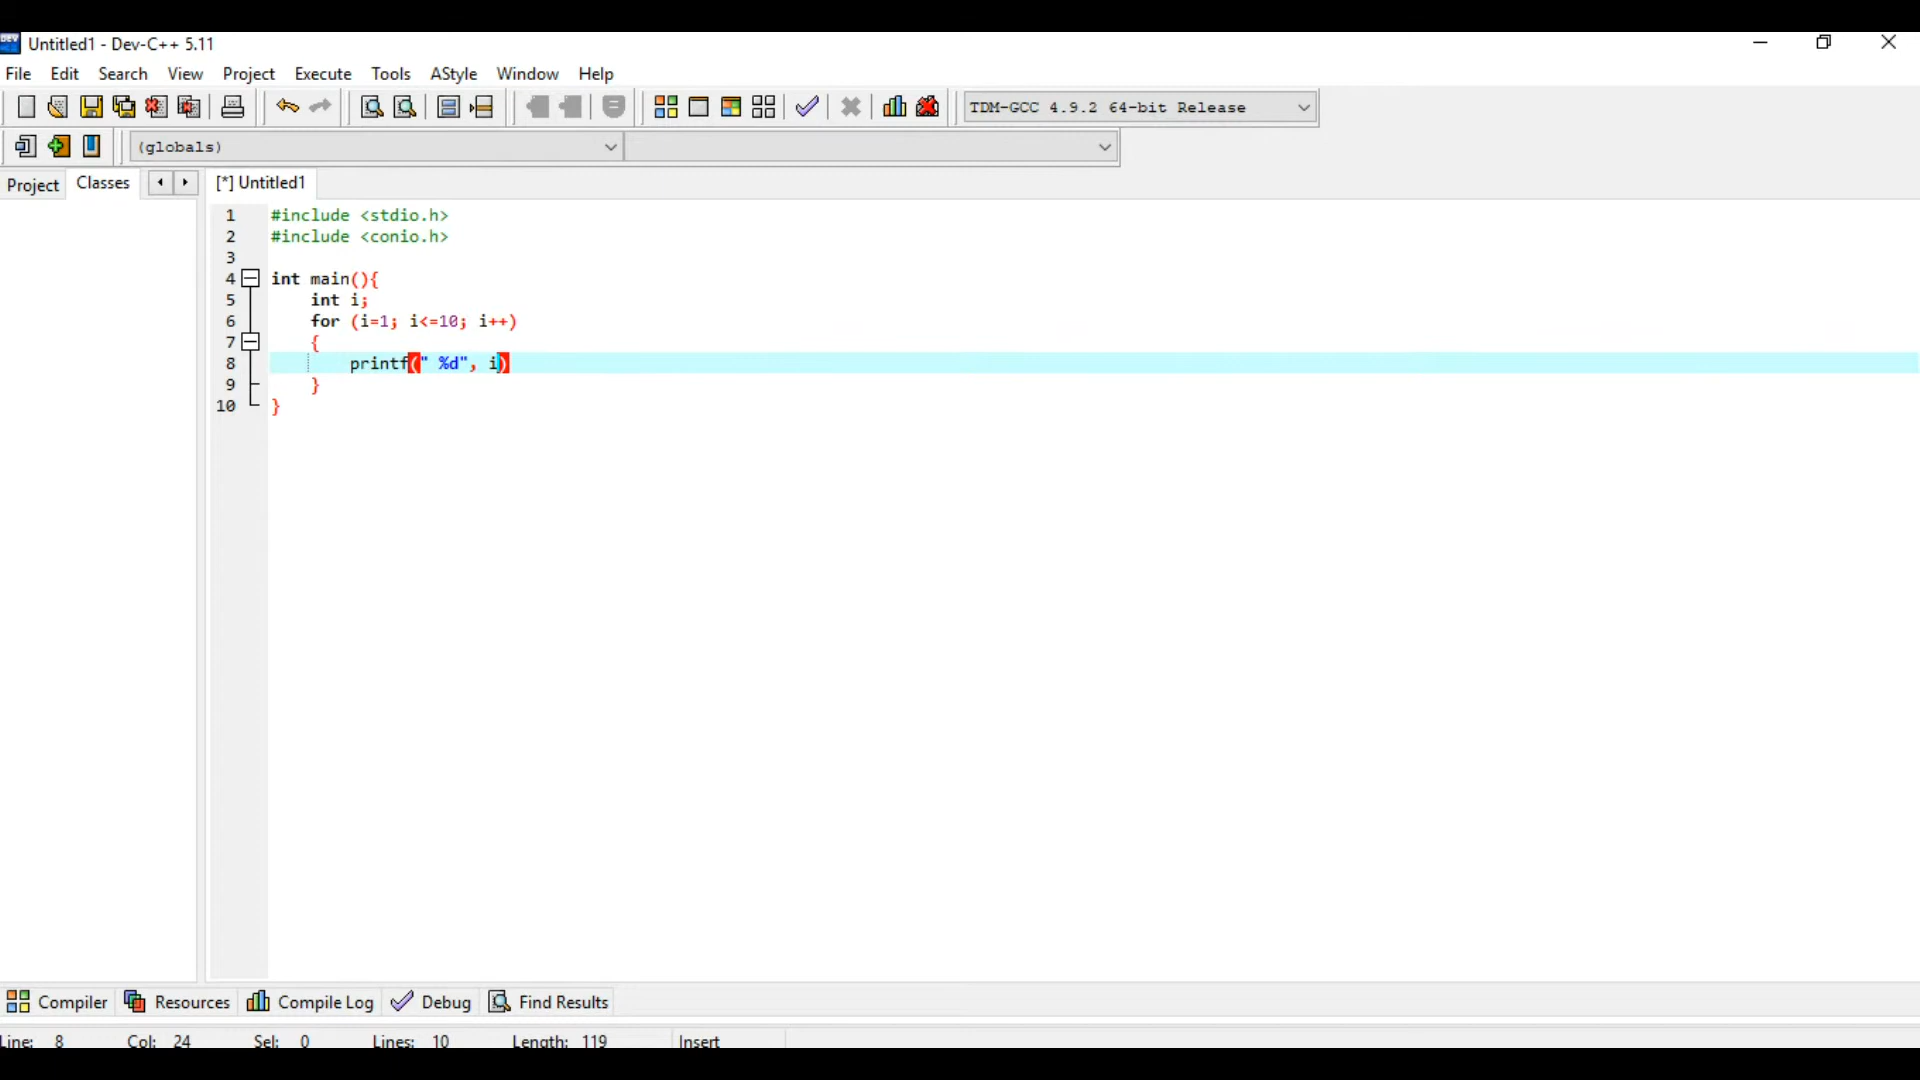 Untitled1 - Dev-C++ 5.11
File Edit Search View Project Execute Tools AStyle Window Help
TDM-GCC 4.9.2 64-bit Release
(globals)
Project Classes [*] Untitled1
1 #include <stdio.h>
2 #include <conio.h>
3
4 int main(){
5 int i;
6 for (i=1; i<=10; i++)
7 {
8 printf(" %d", i)
9 }
10 }
Compiler Resources Compile Log Debug Find Results
Line: 8 Col: 24 Sel: 0 Lines: 10 Length: 119 Insert